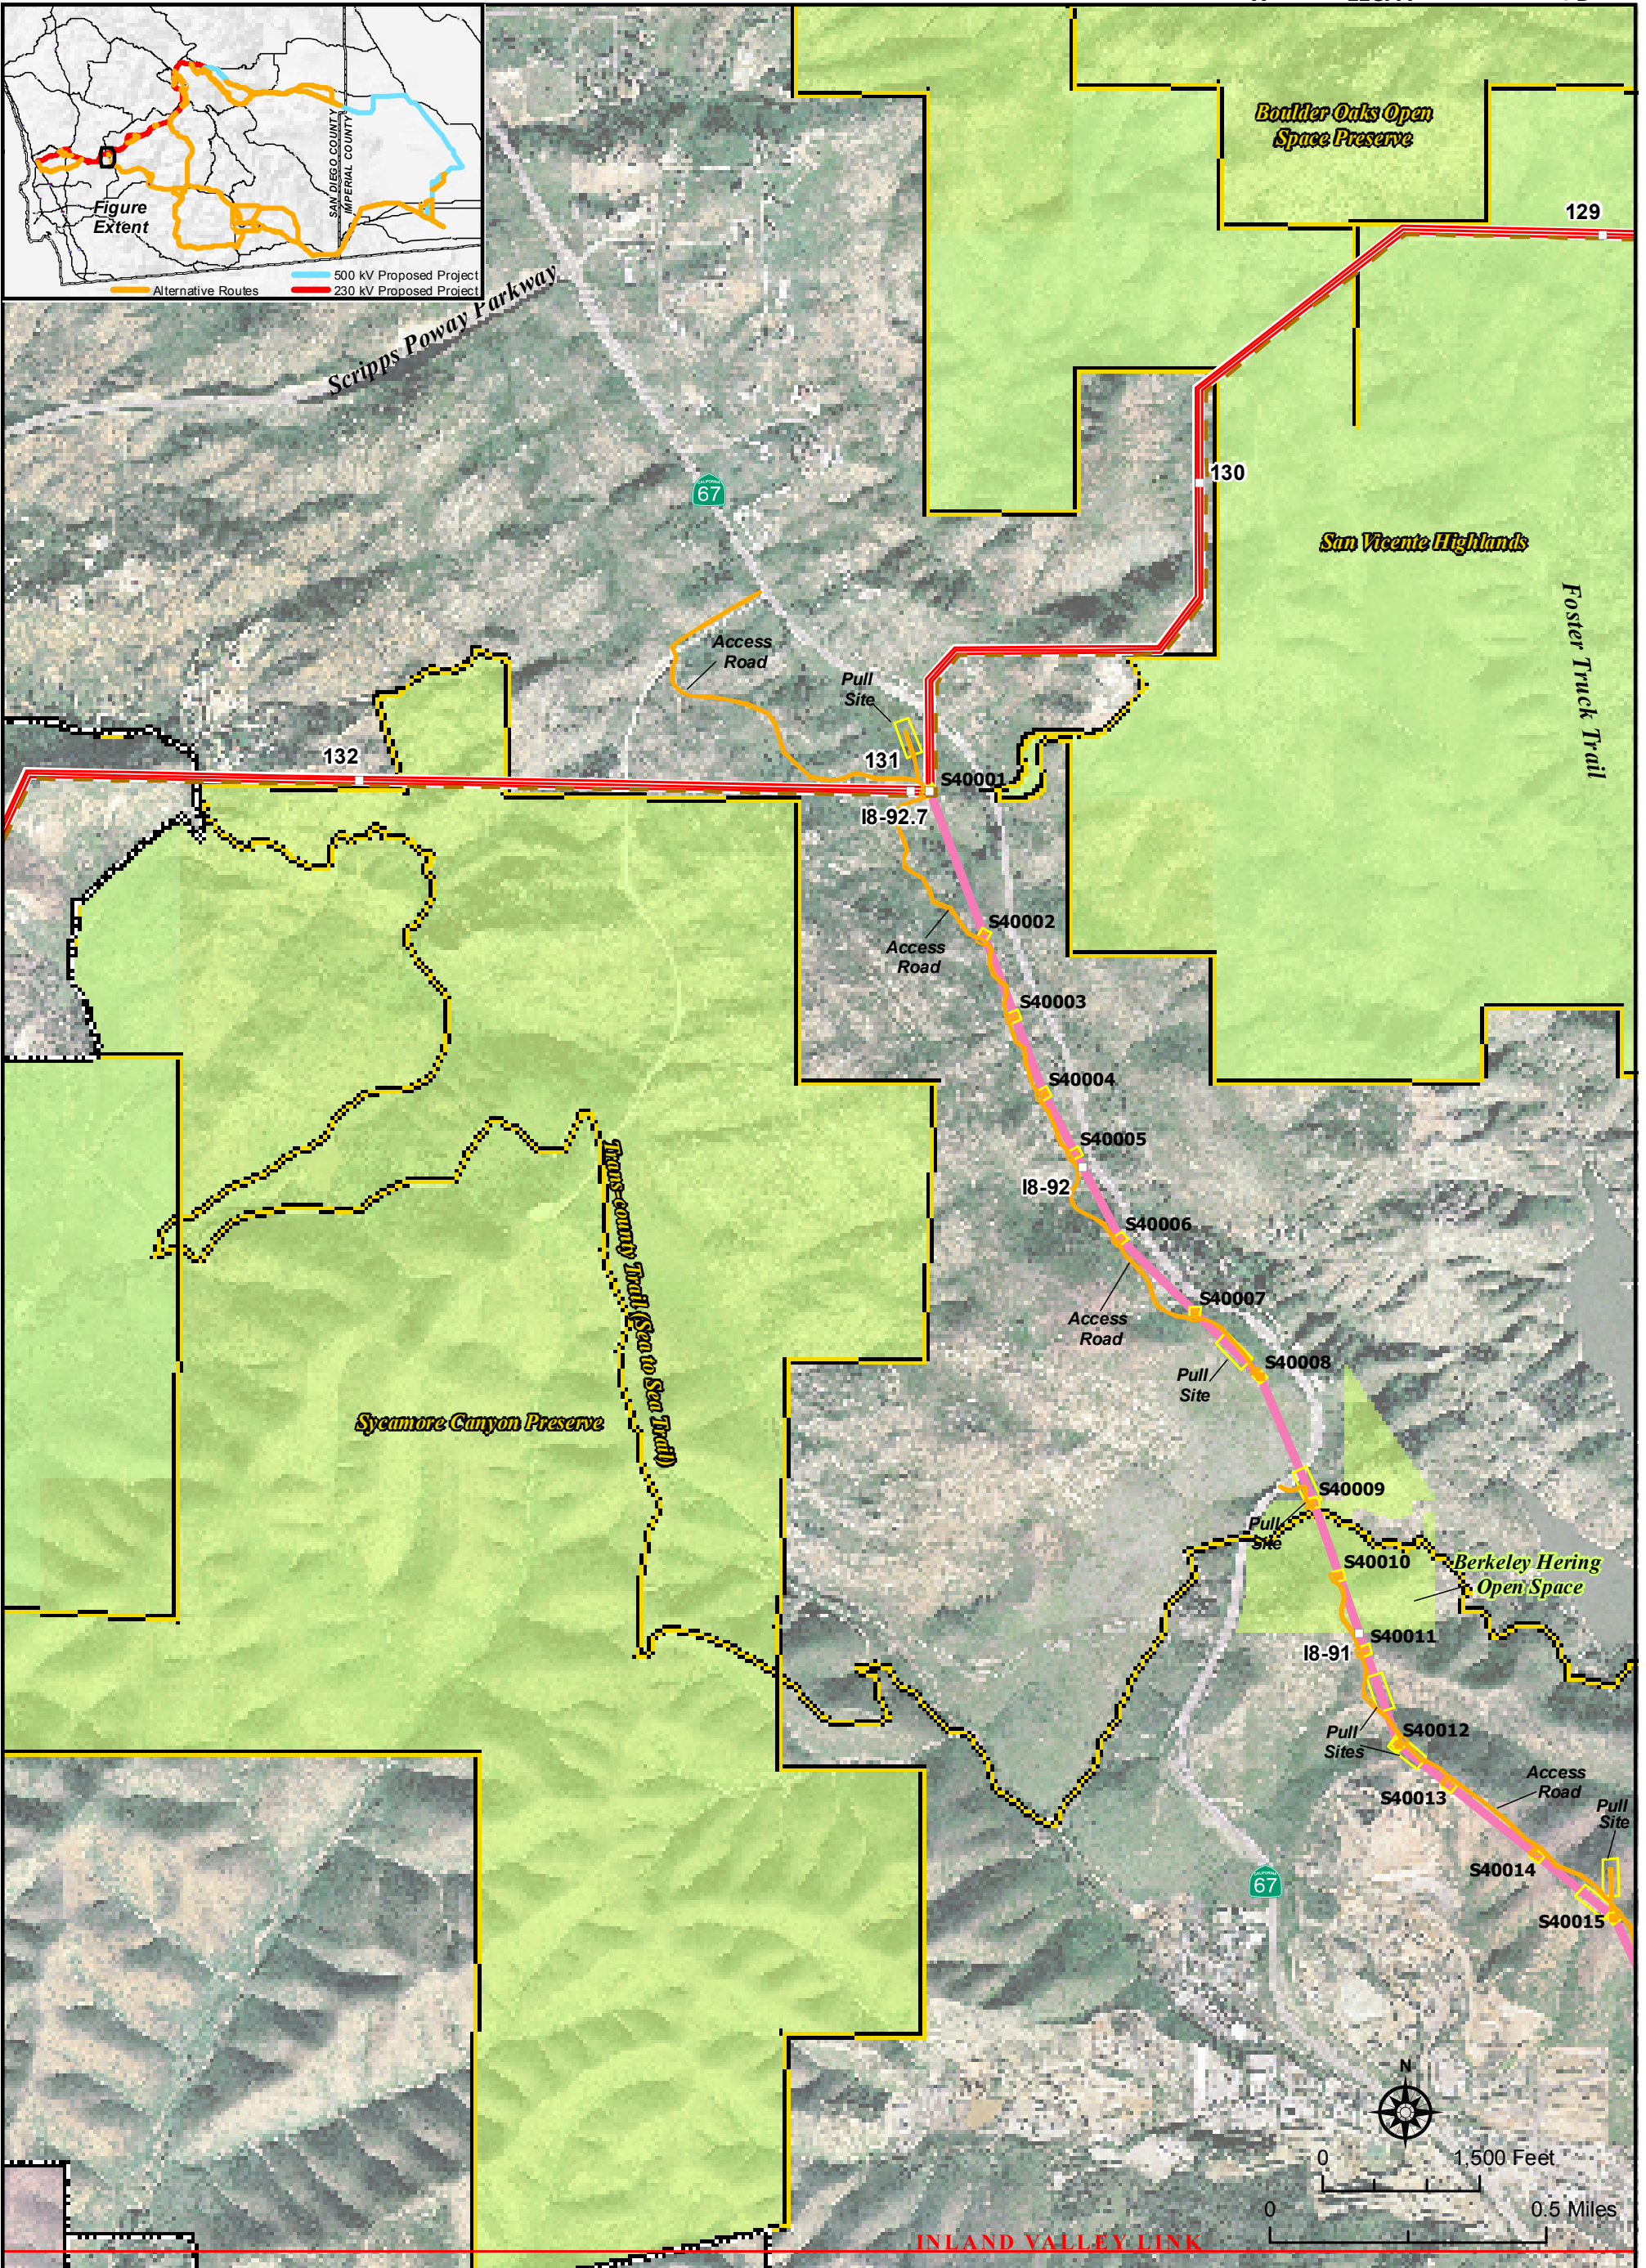 SAN DIEGO COUNTY
IMPERIAL COUNTY
Figure
Extent
500 kV Proposed Project
Alternative Routes
230 kV Proposed Project
Boulder Oaks Open
Space Preserve
129
Scripps Poway Parkway
130
CALIFORNIA
67
San Vicente Highlands
Foster Truck Trail
Access
Road
Pull
Site
132
131
S40001
I8-92.7
S40002
Access
Road
S40003
S40004
S40005
I8-92
S40006
S40007
Access
Road
S40008
Pull
Site
Trans-county Trail (Sea to Sea Trail)
Sycamore Canyon Preserve
S40009
Pull
Site
S40010
Berkeley Hering
Open Space
S40011
I8-91
S40012
Pull
Sites
Access
Road
S40013
Pull
Site
S40014
CALIFORNIA
67
S40015
N
0 1,500 Feet
0 0.5 Miles
INLAND VALLEY LINK